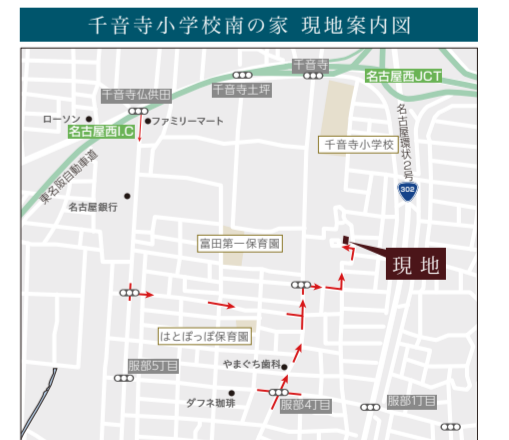 千音寺小学校南の家 現地案内図
千音寺
名古屋西JCT
千音寺土坪
千音寺仏供田
ローソン
ファミリーマート
名古屋西I.C
千音寺小学校
名古屋環状2号
302
東名阪自動車道
名古屋銀行
富田第一保育園
現地
はとぽっぽ保育園
やまぐち歯科
服部5丁目
ダフネ珈琲
服部4丁目
服部1丁目